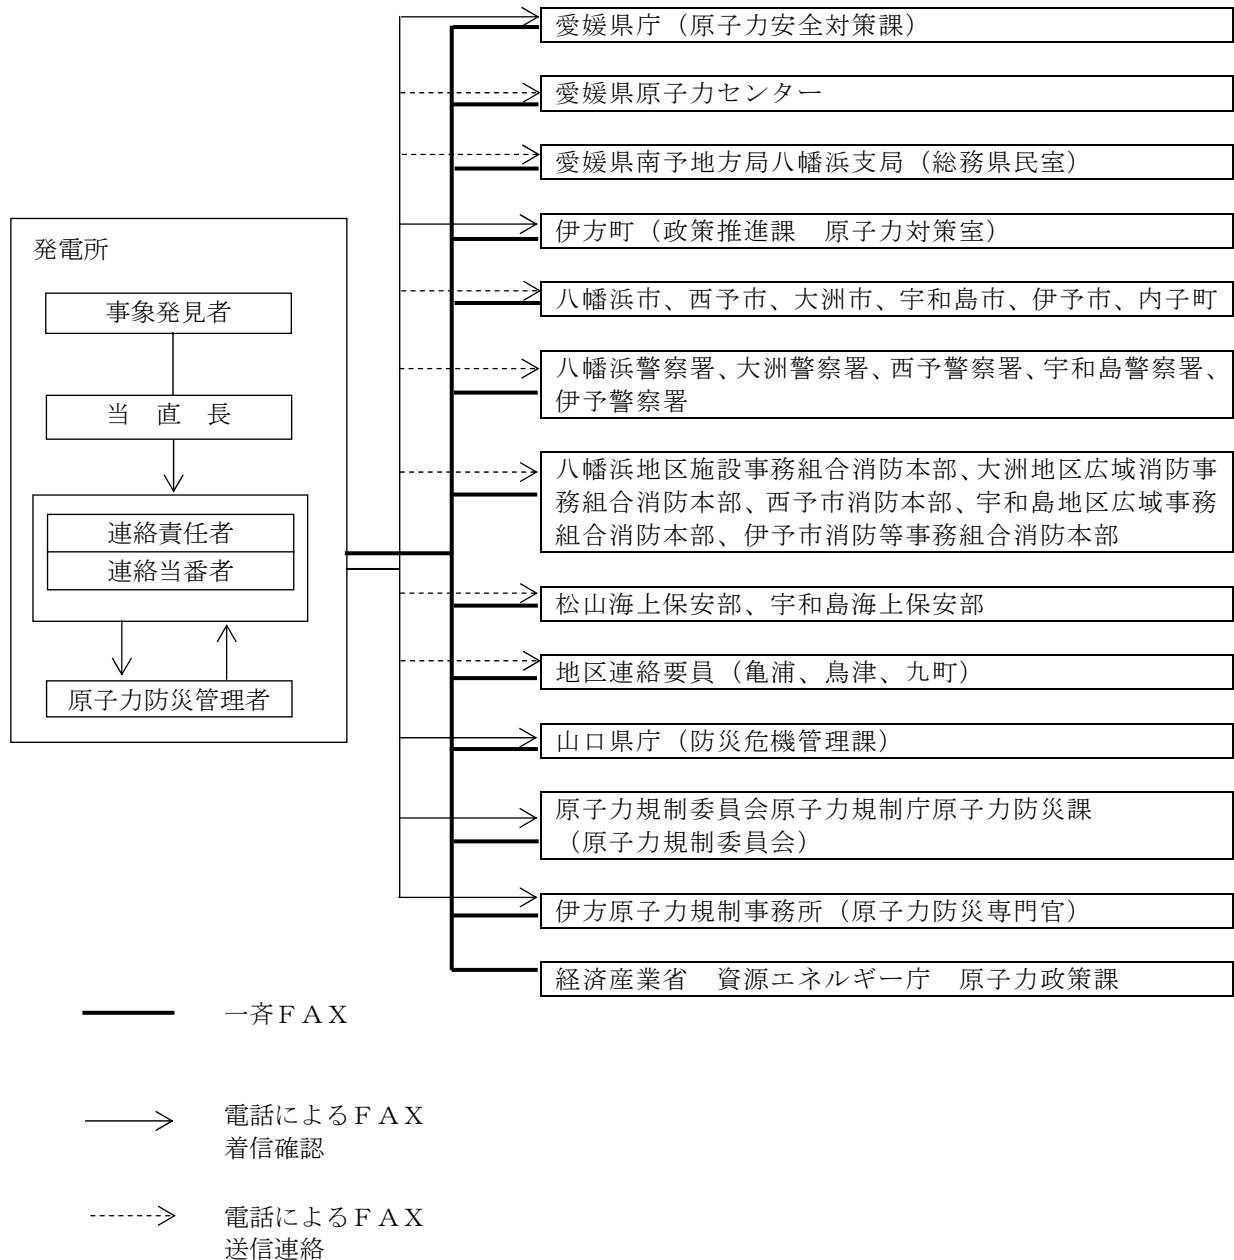 愛媛県庁（原子力安全対策課）
愛媛県原子力センター
愛媛県南予地方局八幡浜支局（総務県民室）
伊方町（政策推進課　原子力対策室）
八幡浜市、西予市、大洲市、宇和島市、伊予市、内子町
八幡浜警察署、大洲警察署、西予警察署、宇和島警察署、
伊予警察署
八幡浜地区施設事務組合消防本部、大洲地区広域消防事
務組合消防本部、西予市消防本部、宇和島地区広域事務
組合消防本部、伊予市消防等事務組合消防本部
松山海上保安部、宇和島海上保安部
地区連絡要員（亀浦、鳥津、九町）
山口県庁（防災危機管理課）
原子力規制委員会原子力規制庁原子力防災課
（原子力規制委員会）
伊方原子力規制事務所（原子力防災専門官）
経済産業省　資源エネルギー庁　原子力政策課
発電所
事象発見者
当　直　長
連絡責任者
連絡当番者
原子力防災管理者
一斉ＦＡＸ
電話によるＦＡＸ
着信確認
電話によるＦＡＸ
送信連絡